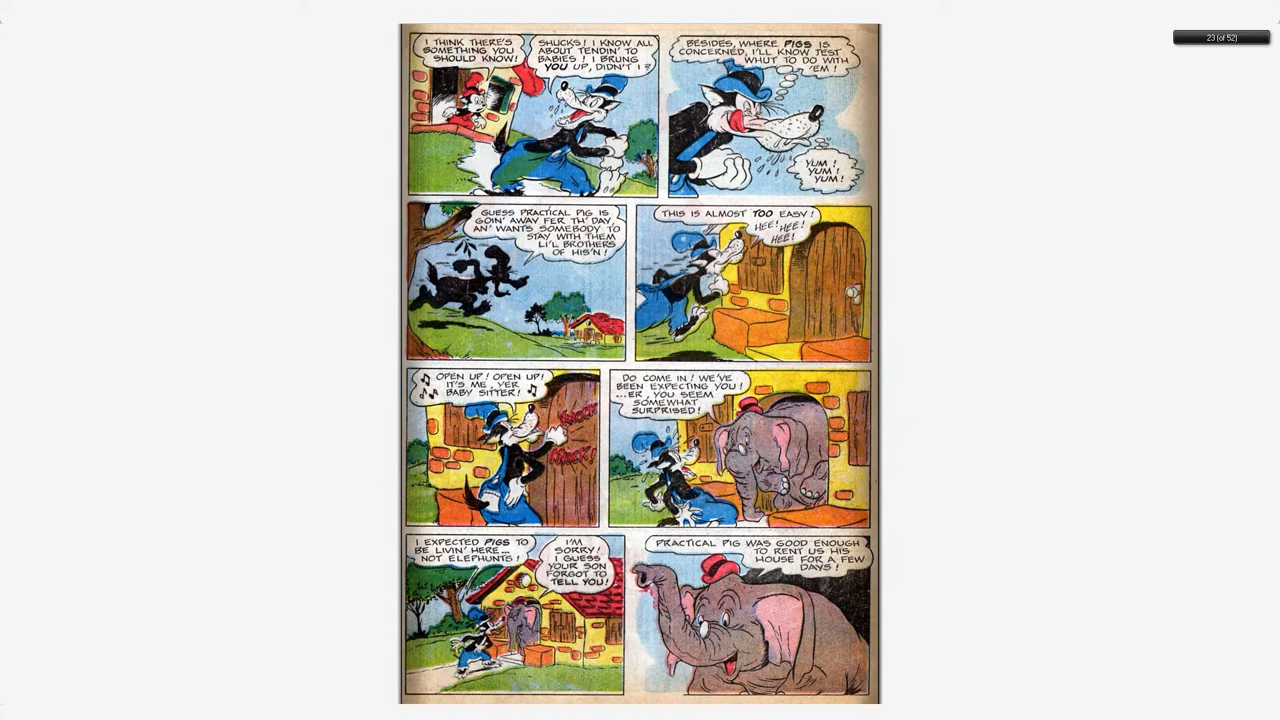 I THINK THERE'S
SOMETHING YOU
SHOULD KNOW!
SHUCKS! I KNOW ALL
ABOUT TENDIN' TO
BABIES! I BRUNG
YOU UP, DIDN'T I?
BESIDES, WHERE PIGS IS
CONCERNED, I'LL KNOW JEST
WHUT TO DO WITH
'EM!
YUM!
YUM!
YUM!
GUESS PRACTICAL PIG IS
GOIN' AWAY FER TH' DAY,
AN' WANTS SOMEBODY TO
STAY WITH THEM
LI'L BROTHERS
OF HIS'N!
THIS IS ALMOST TOO EASY!
HEE! HEE!
HEE!
OPEN UP! OPEN UP!
IT'S ME, YER
BABY SITTER!
KNOCK
KNOCK!
DO COME IN! WE'VE
BEEN EXPECTING YOU!
...ER, YOU SEEM
SOMEWHAT
SURPRISED!
I EXPECTED PIGS TO
BE LIVIN' HERE...
NOT ELEPHUNTS!
I'M
SORRY!
I GUESS
YOUR SON
FORGOT TO
TELL YOU!
PRACTICAL PIG WAS GOOD ENOUGH
TO RENT US HIS
HOUSE FOR A FEW
DAYS!
23 (of 52)